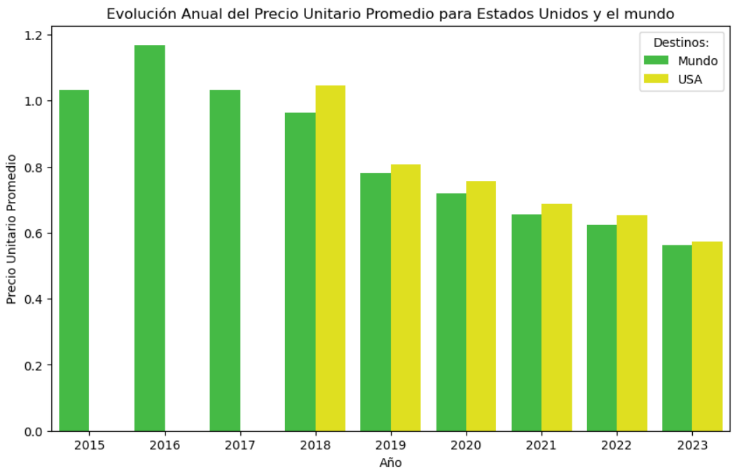 Evolución Anual del Precio Unitario Promedio para Estados Unidos y el mundo
Destinos:
Mundo
USA
Precio Unitario Promedio
1.2
1.0
0.8
0.6
0.4
0.2
0.0
2015 2016 2017 2018 2019 2020 2021 2022 2023
Año